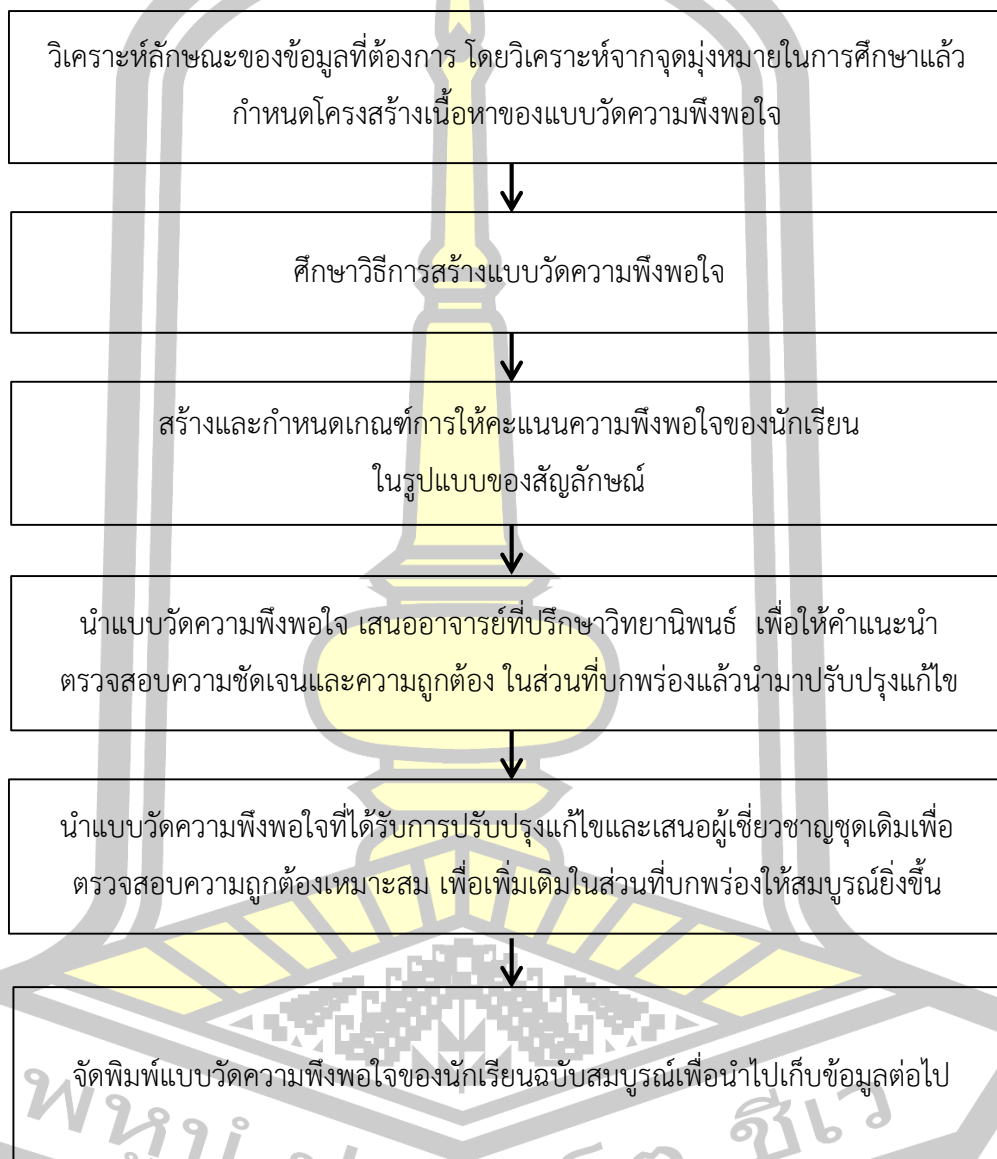 วิเคราะห์ลักษณะของข้อมูลที่ต้องการ โดยวิเคราะห์จากจุดมุ่งหมายในการศึกษาแล้ว
กำหนดโครงสร้างเนื้อหาของแบบวัดความพึงพอใจ
ศึกษาวิธีการสร้างแบบวัดความพึงพอใจ
สร้างและกำหนดเกณฑ์การให้คะแนนความพึงพอใจของนักเรียน
ในรูปแบบของสัญลักษณ์
นำแบบวัดความพึงพอใจ เสนออาจารย์ที่ปรึกษาวิทยานิพนธ์ เพื่อให้คำแนะนำ
ตรวจสอบความชัดเจนและความถูกต้อง ในส่วนที่บกพร่องแล้วนำมาปรับปรุงแก้ไข
นำแบบวัดความพึงพอใจที่ได้รับการปรับปรุงแก้ไขและเสนอผู้เชี่ยวชาญชุดเดิมเพื่อ
ตรวจสอบความถูกต้องเหมาะสม เพื่อเพิ่มเติมในส่วนที่บกพร่องให้สมบูรณ์ยิ่งขึ้น
จัดพิมพ์แบบวัดความพึงพอใจของนักเรียนฉบับสมบูรณ์เพื่อนำไปเก็บข้อมูลต่อไป
พหุนํ ชีเว